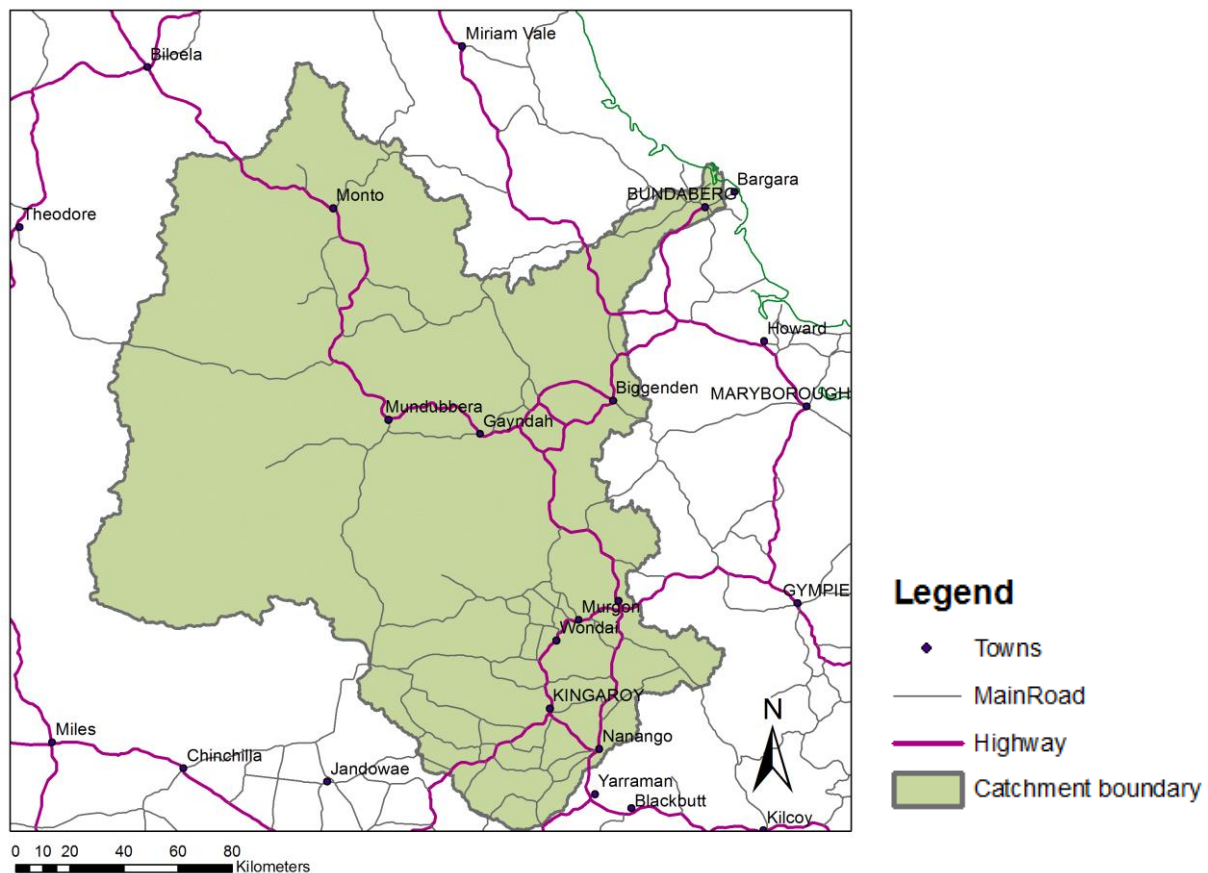 Miriam Vale
Biloela
Bargara
BUNDABERG
Monto
Theodore
Howard
Biggenden
MARYBOROUGH
Mundubbera
Gayndah
GYMPIE
Murgon
Wondai
KINGAROY
N
Miles
Nanango
Chinchilla
Jandowae
Yarraman
Blackbutt
Kilcoy
0 10 20 40 60 80
Kilometers
Legend
Towns
MainRoad
Highway
Catchment boundary